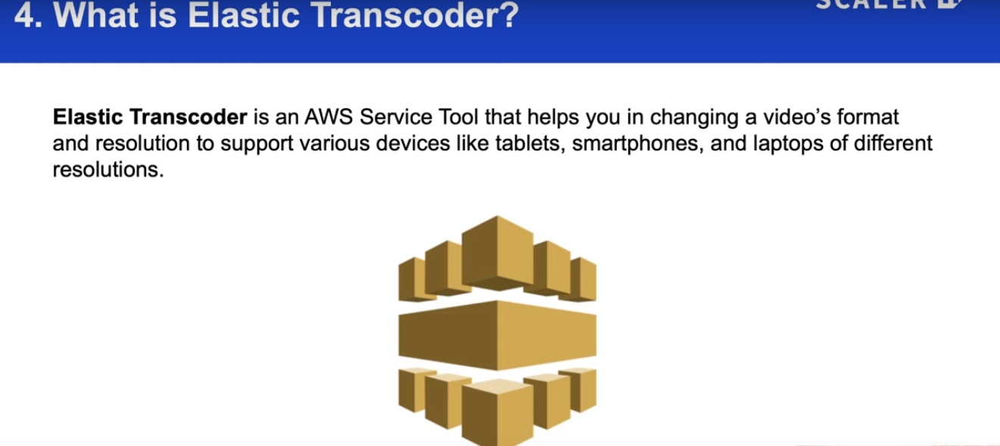 4. What is Elastic Transcoder?
SCALER
Elastic Transcoder is an AWS Service Tool that helps you in changing a video’s format
and resolution to support various devices like tablets, smartphones, and laptops of different
resolutions.